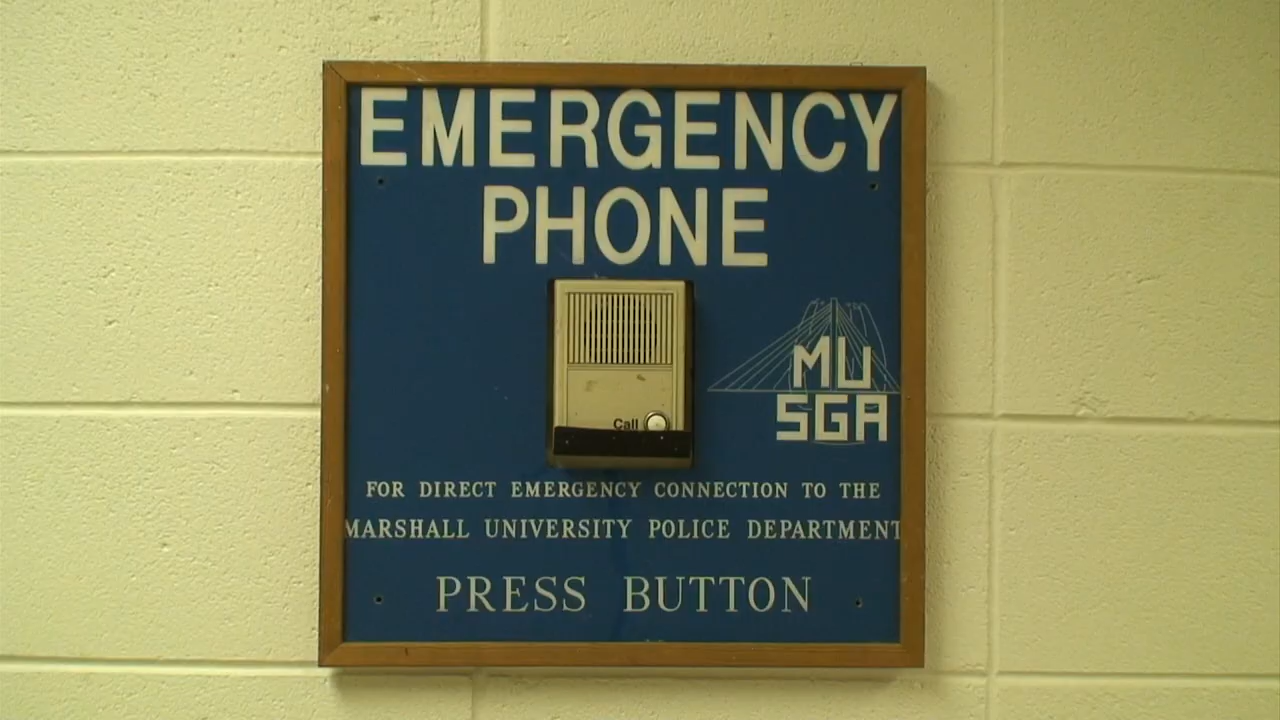 EMERGENCY
PHONE
MU
SGA
Call
FOR DIRECT EMERGENCY CONNECTION TO THE
MARSHALL UNIVERSITY POLICE DEPARTMENT
PRESS BUTTON